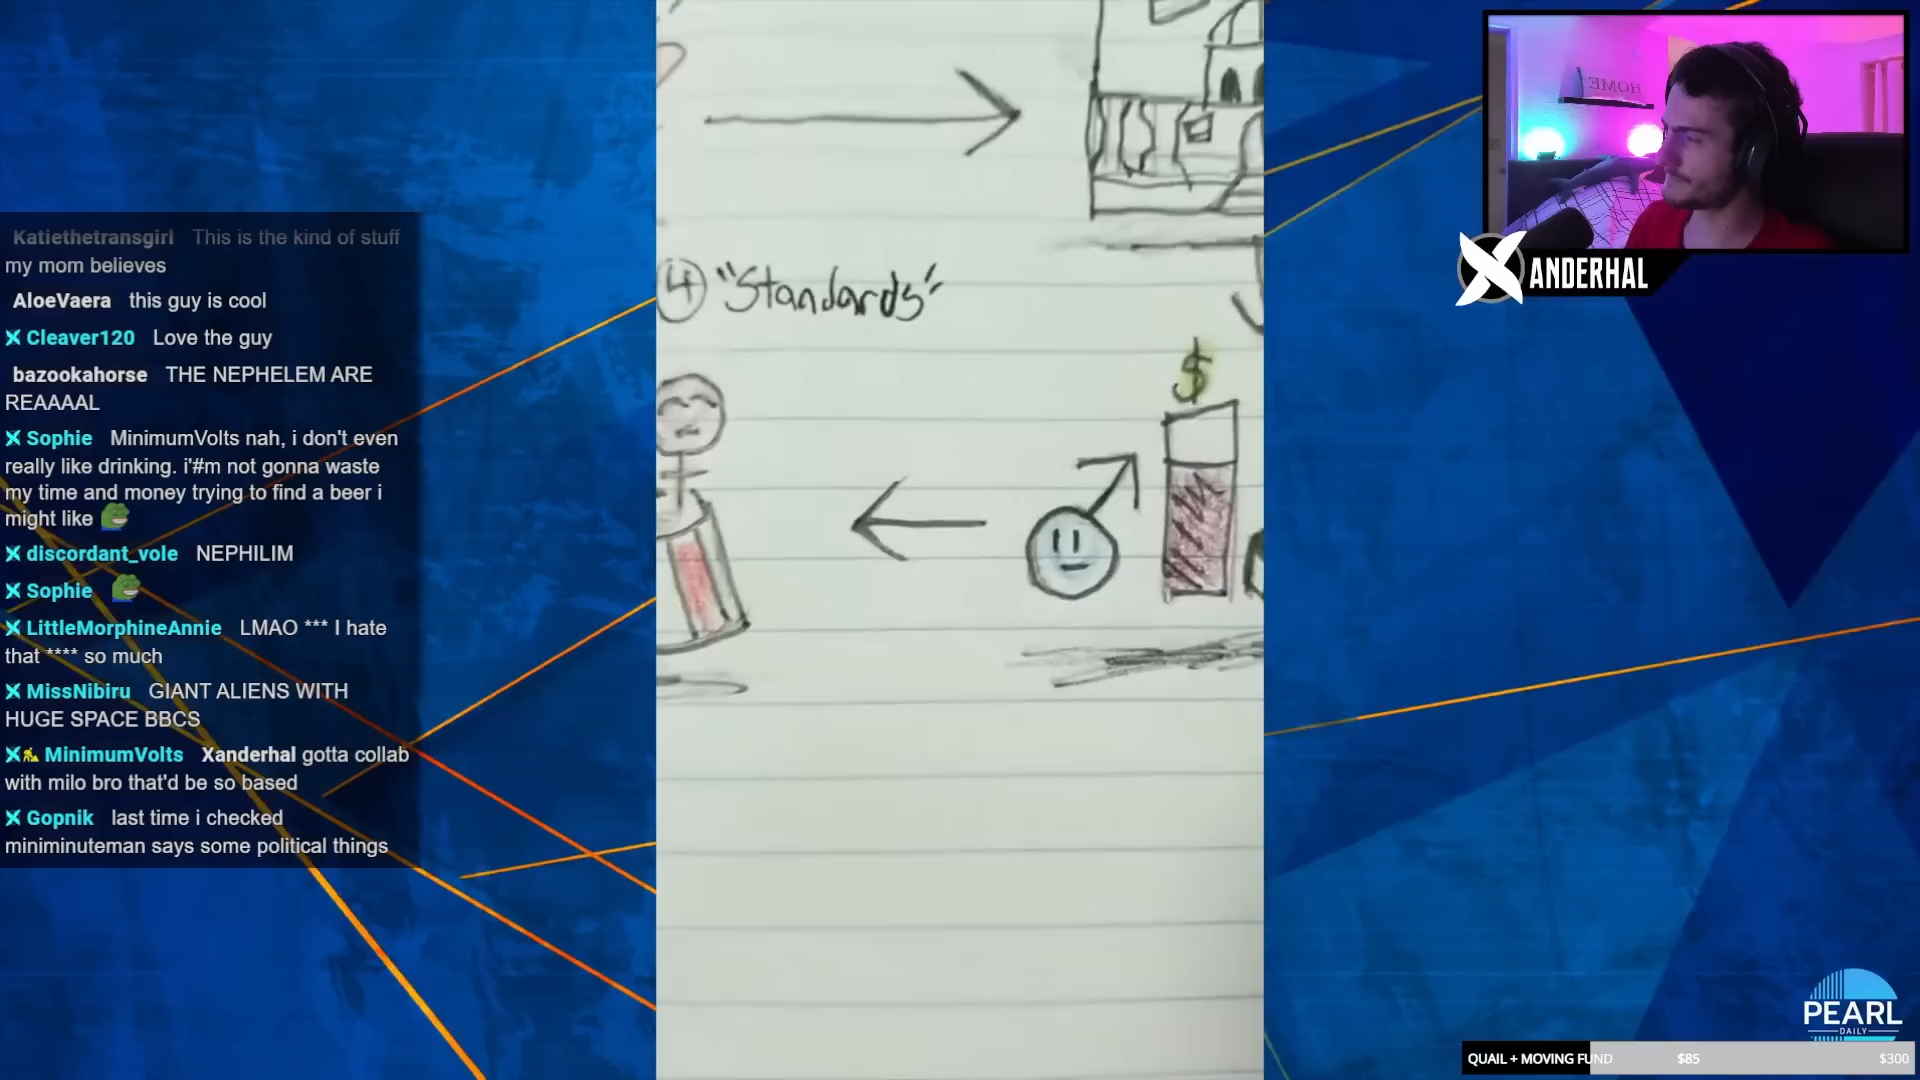 Katiethetransgirl This is the kind of stuff
my mom believes
AloeVaera this guy is cool
Cleaver120 Love the guy
bazookahorse THE NEPHELEM ARE
REAAAAL
Sophie MinimumVolts nah, i don't even
really like drinking. i'#m not gonna waste
my time and money trying to find a beer i
might like
discordant_vole NEPHILIM
Sophie
LittleMorphineAnnie LMAO *** I hate
that **** so much
MissNibiru GIANT ALIENS WITH
HUGE SPACE BBCS
MinimumVolts Xanderhal gotta collab
with milo bro that'd be so based
Gopnik last time i checked
miniminuteman says some political things
4 "Standards"
$
HOME
XANDERHAL
PEARL
DAILY
QUAIL + MOVING FUND $85 $300